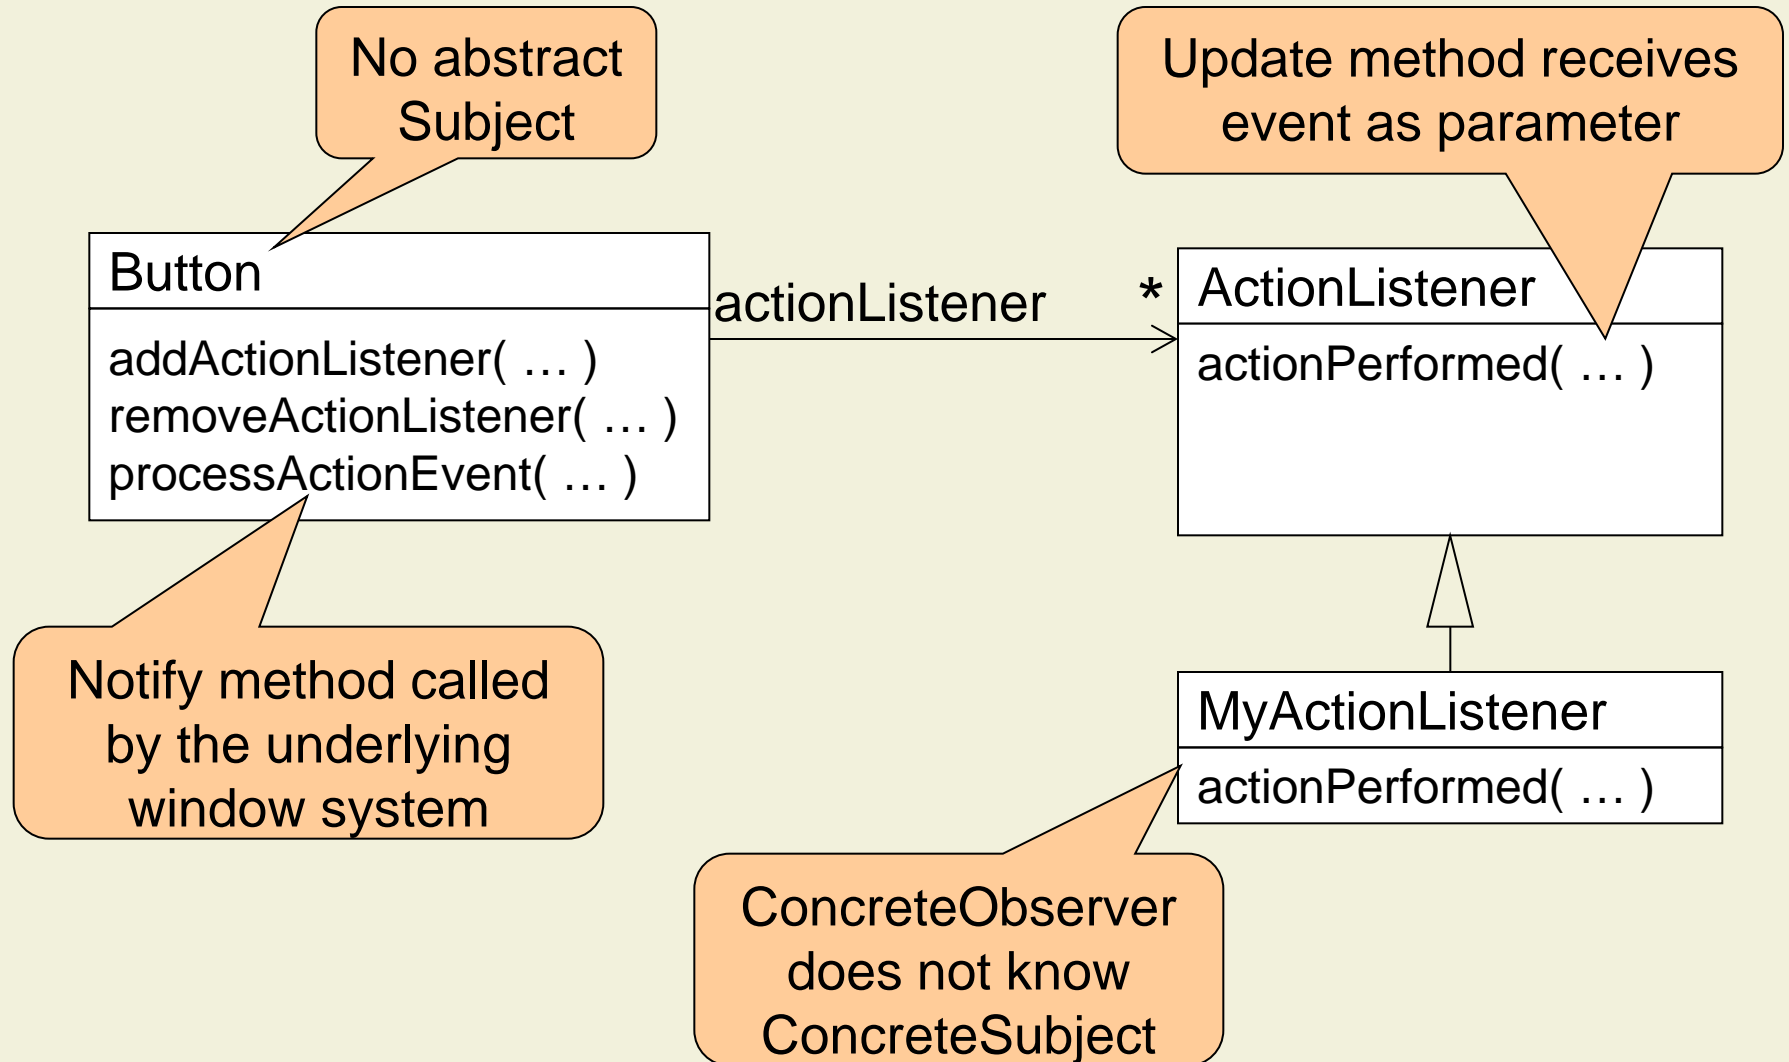 No abstract
Subject
Update method receives
event as parameter
Button
addActionListener( … )
removeActionListener( … )
processActionEvent( … )
actionListener
*
ActionListener
actionPerformed( … )
Notify method called
by the underlying
window system
MyActionListener
actionPerformed( … )
ConcreteObserver
does not know
ConcreteSubject